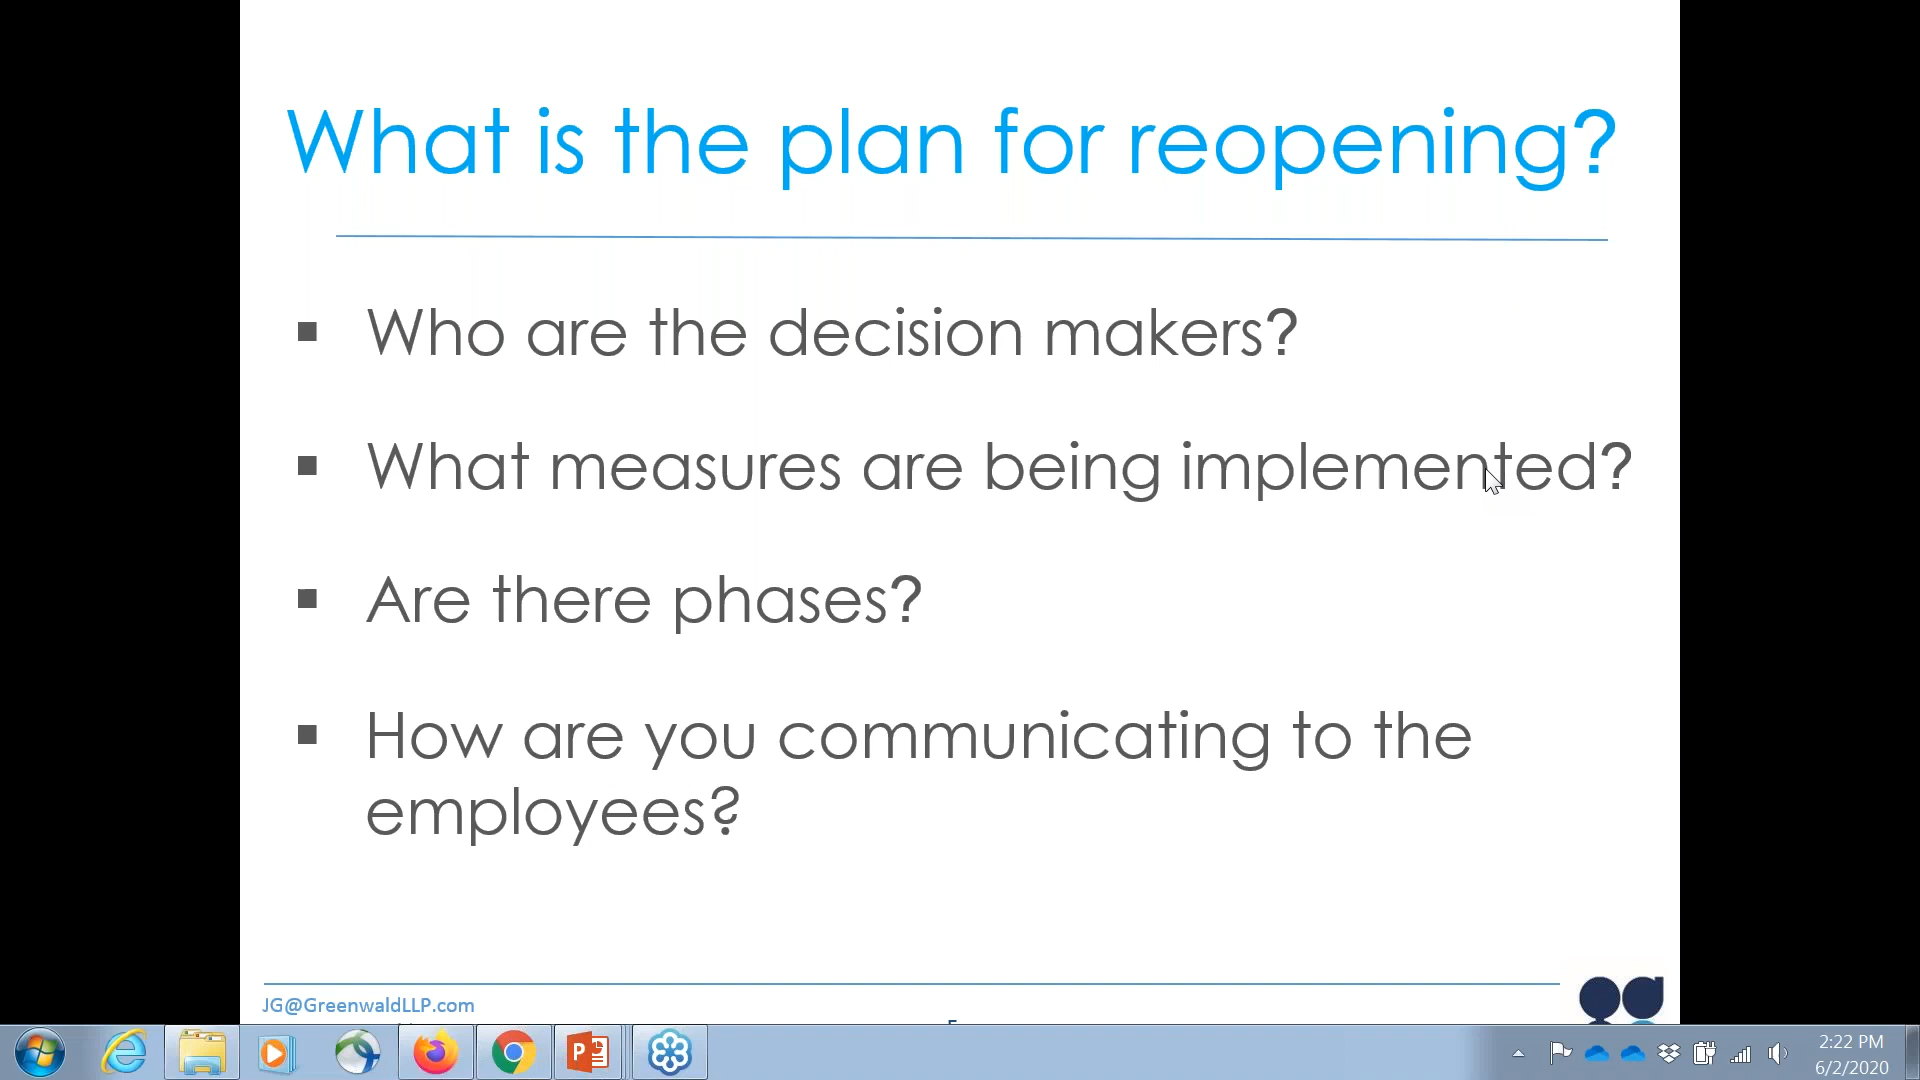 What is the plan for reopening?
Who are the decision makers?
What measures are being implemented?
Are there phases?
How are you communicating to the
employees?
JG@GreenwaldLLP.com
2:22 PM
6/2/2020